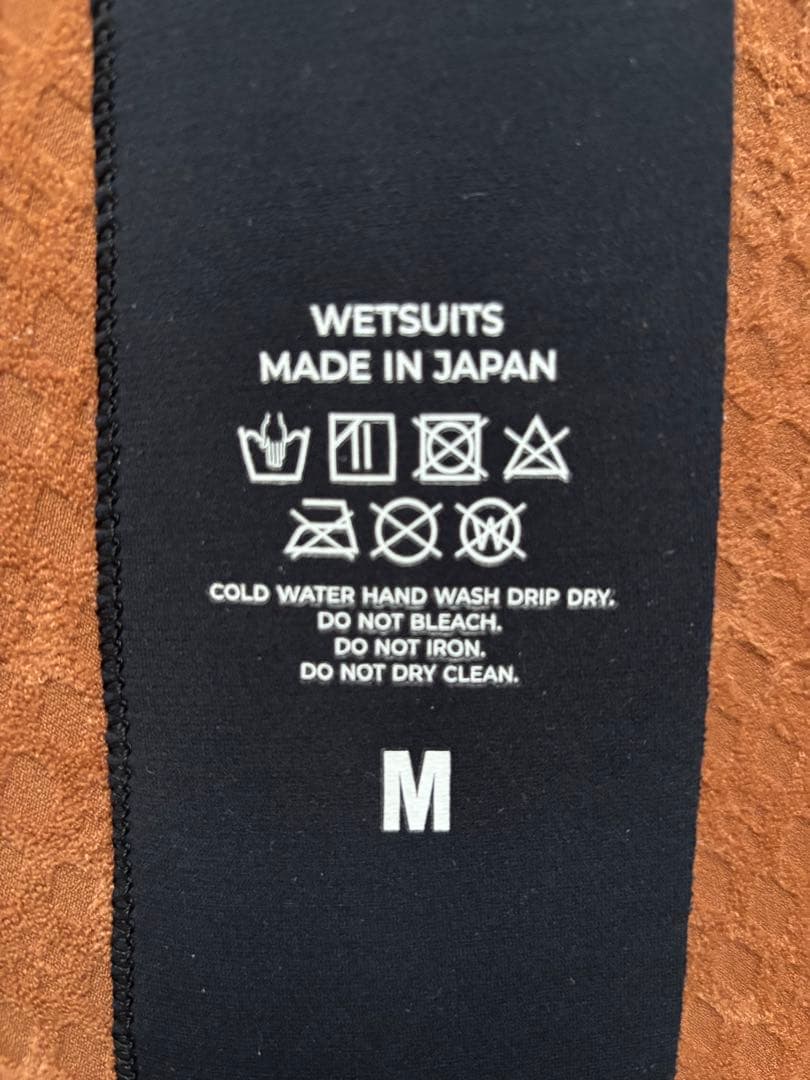 WETSUITS
MADE IN JAPAN
COLD WATER HAND WASH DRIP DRY.
DO NOT BLEACH.
DO NOT IRON.
DO NOT DRY CLEAN.
M